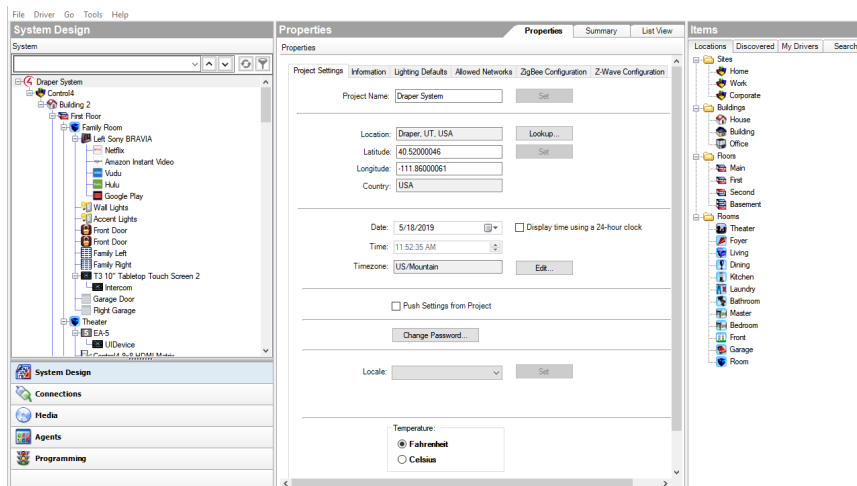 File Driver Go Tools Help
System Design
System
Draper System
Control4
Building 2
First Floor
Family Room
Left Sony BRAVIA
Netflix
Amazon Instant Video
Vudu
Hulu
Google Play
Wall Lights
Accent Lights
Front Door
Front Door
Family Left
Family Right
T3 10" Tabletop Touch Screen 2
Intercom
Garage Door
Right Garage
Theater
EA-5
UIDevice
Control4 8x8 HDMI Matrix
System Design
Connections
Media
Agents
Programming
Properties
Properties Summary List View
Properties
Project Settings Information Lighting Defaults Allowed Networks ZigBee Configuration Z-Wave Configuration
Project Name: Draper System Set
Location: Draper, UT, USA Lookup...
Latitude: 40.52000046 Set
Longitude: -111.86000061
Country: USA
Date: 5/18/2019 Display time using a 24-hour clock
Time: 11:52:35 AM
Timezone: US/Mountain Edit...
Push Settings from Project
Change Password...
Locale: Set
Temperature:
Fahrenheit
Celsius
Items
Locations Discovered My Drivers Search
Sites
Home
Work
Corporate
Buildings
House
Building
Office
Floor
Main
First
Second
Basement
Rooms
Theater
Foyer
Living
Dining
Kitchen
Laundry
Bathroom
Master
Bedroom
Front
Garage
Room